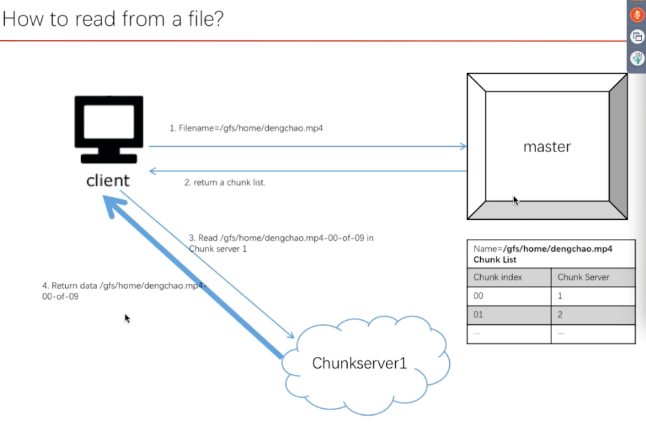 How to read from a file?
1. Filename=/gfs/home/dengchao.mp4
master
client
2. return a chunk list.
3. Read /gfs/home/dengchao.mp4-00-of-09 in
Chunk server 1
4. Return data /gfs/home/dengchao.mp4-
00-of-09
Name=/gfs/home/dengchao.mp4
Chunk List
Chunk index Chunk Server
00 1
01 2
... ...
Chunkserver1